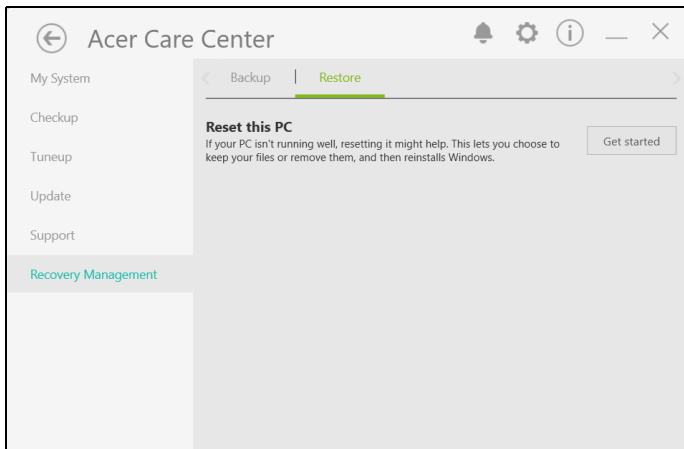 Acer Care Center
My System
Checkup
Tuneup
Update
Support
Recovery Management
Backup
Restore
Reset this PC
If your PC isn't running well, resetting it might help. This lets you choose to
keep your files or remove them, and then reinstalls Windows.
Get started